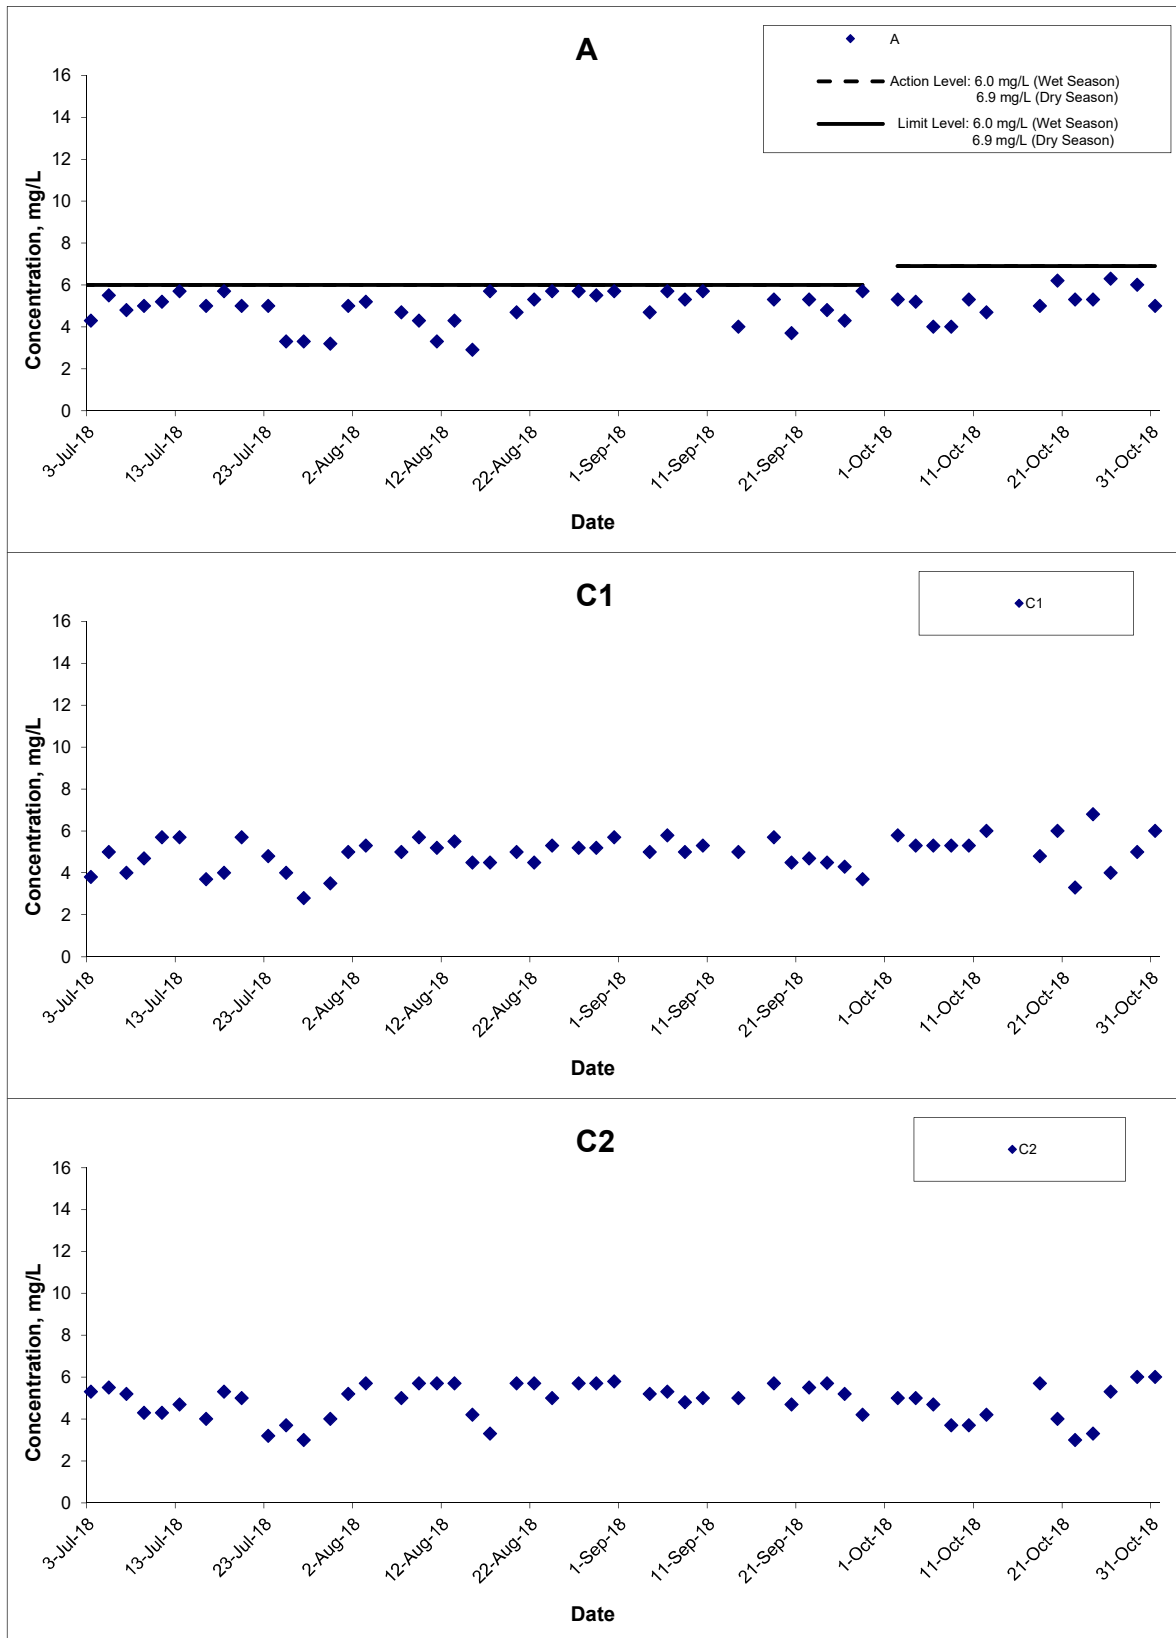 A
A
Action Level: 6.0 mg/L (Wet Season)
6.9 mg/L (Dry Season)
Limit Level: 6.0 mg/L (Wet Season)
6.9 mg/L (Dry Season)
Concentration, mg/L
16
14
12
10
8
6
4
2
0
3-Jul-18
13-Jul-18
23-Jul-18
2-Aug-18
12-Aug-18
22-Aug-18
1-Sep-18
11-Sep-18
21-Sep-18
1-Oct-18
11-Oct-18
21-Oct-18
31-Oct-18
Date
C1
C1
Concentration, mg/L
16
14
12
10
8
6
4
2
0
3-Jul-18
13-Jul-18
23-Jul-18
2-Aug-18
12-Aug-18
22-Aug-18
1-Sep-18
11-Sep-18
21-Sep-18
1-Oct-18
11-Oct-18
21-Oct-18
31-Oct-18
Date
C2
C2
Concentration, mg/L
16
14
12
10
8
6
4
2
0
3-Jul-18
13-Jul-18
23-Jul-18
2-Aug-18
12-Aug-18
22-Aug-18
1-Sep-18
11-Sep-18
21-Sep-18
1-Oct-18
11-Oct-18
21-Oct-18
31-Oct-18
Date